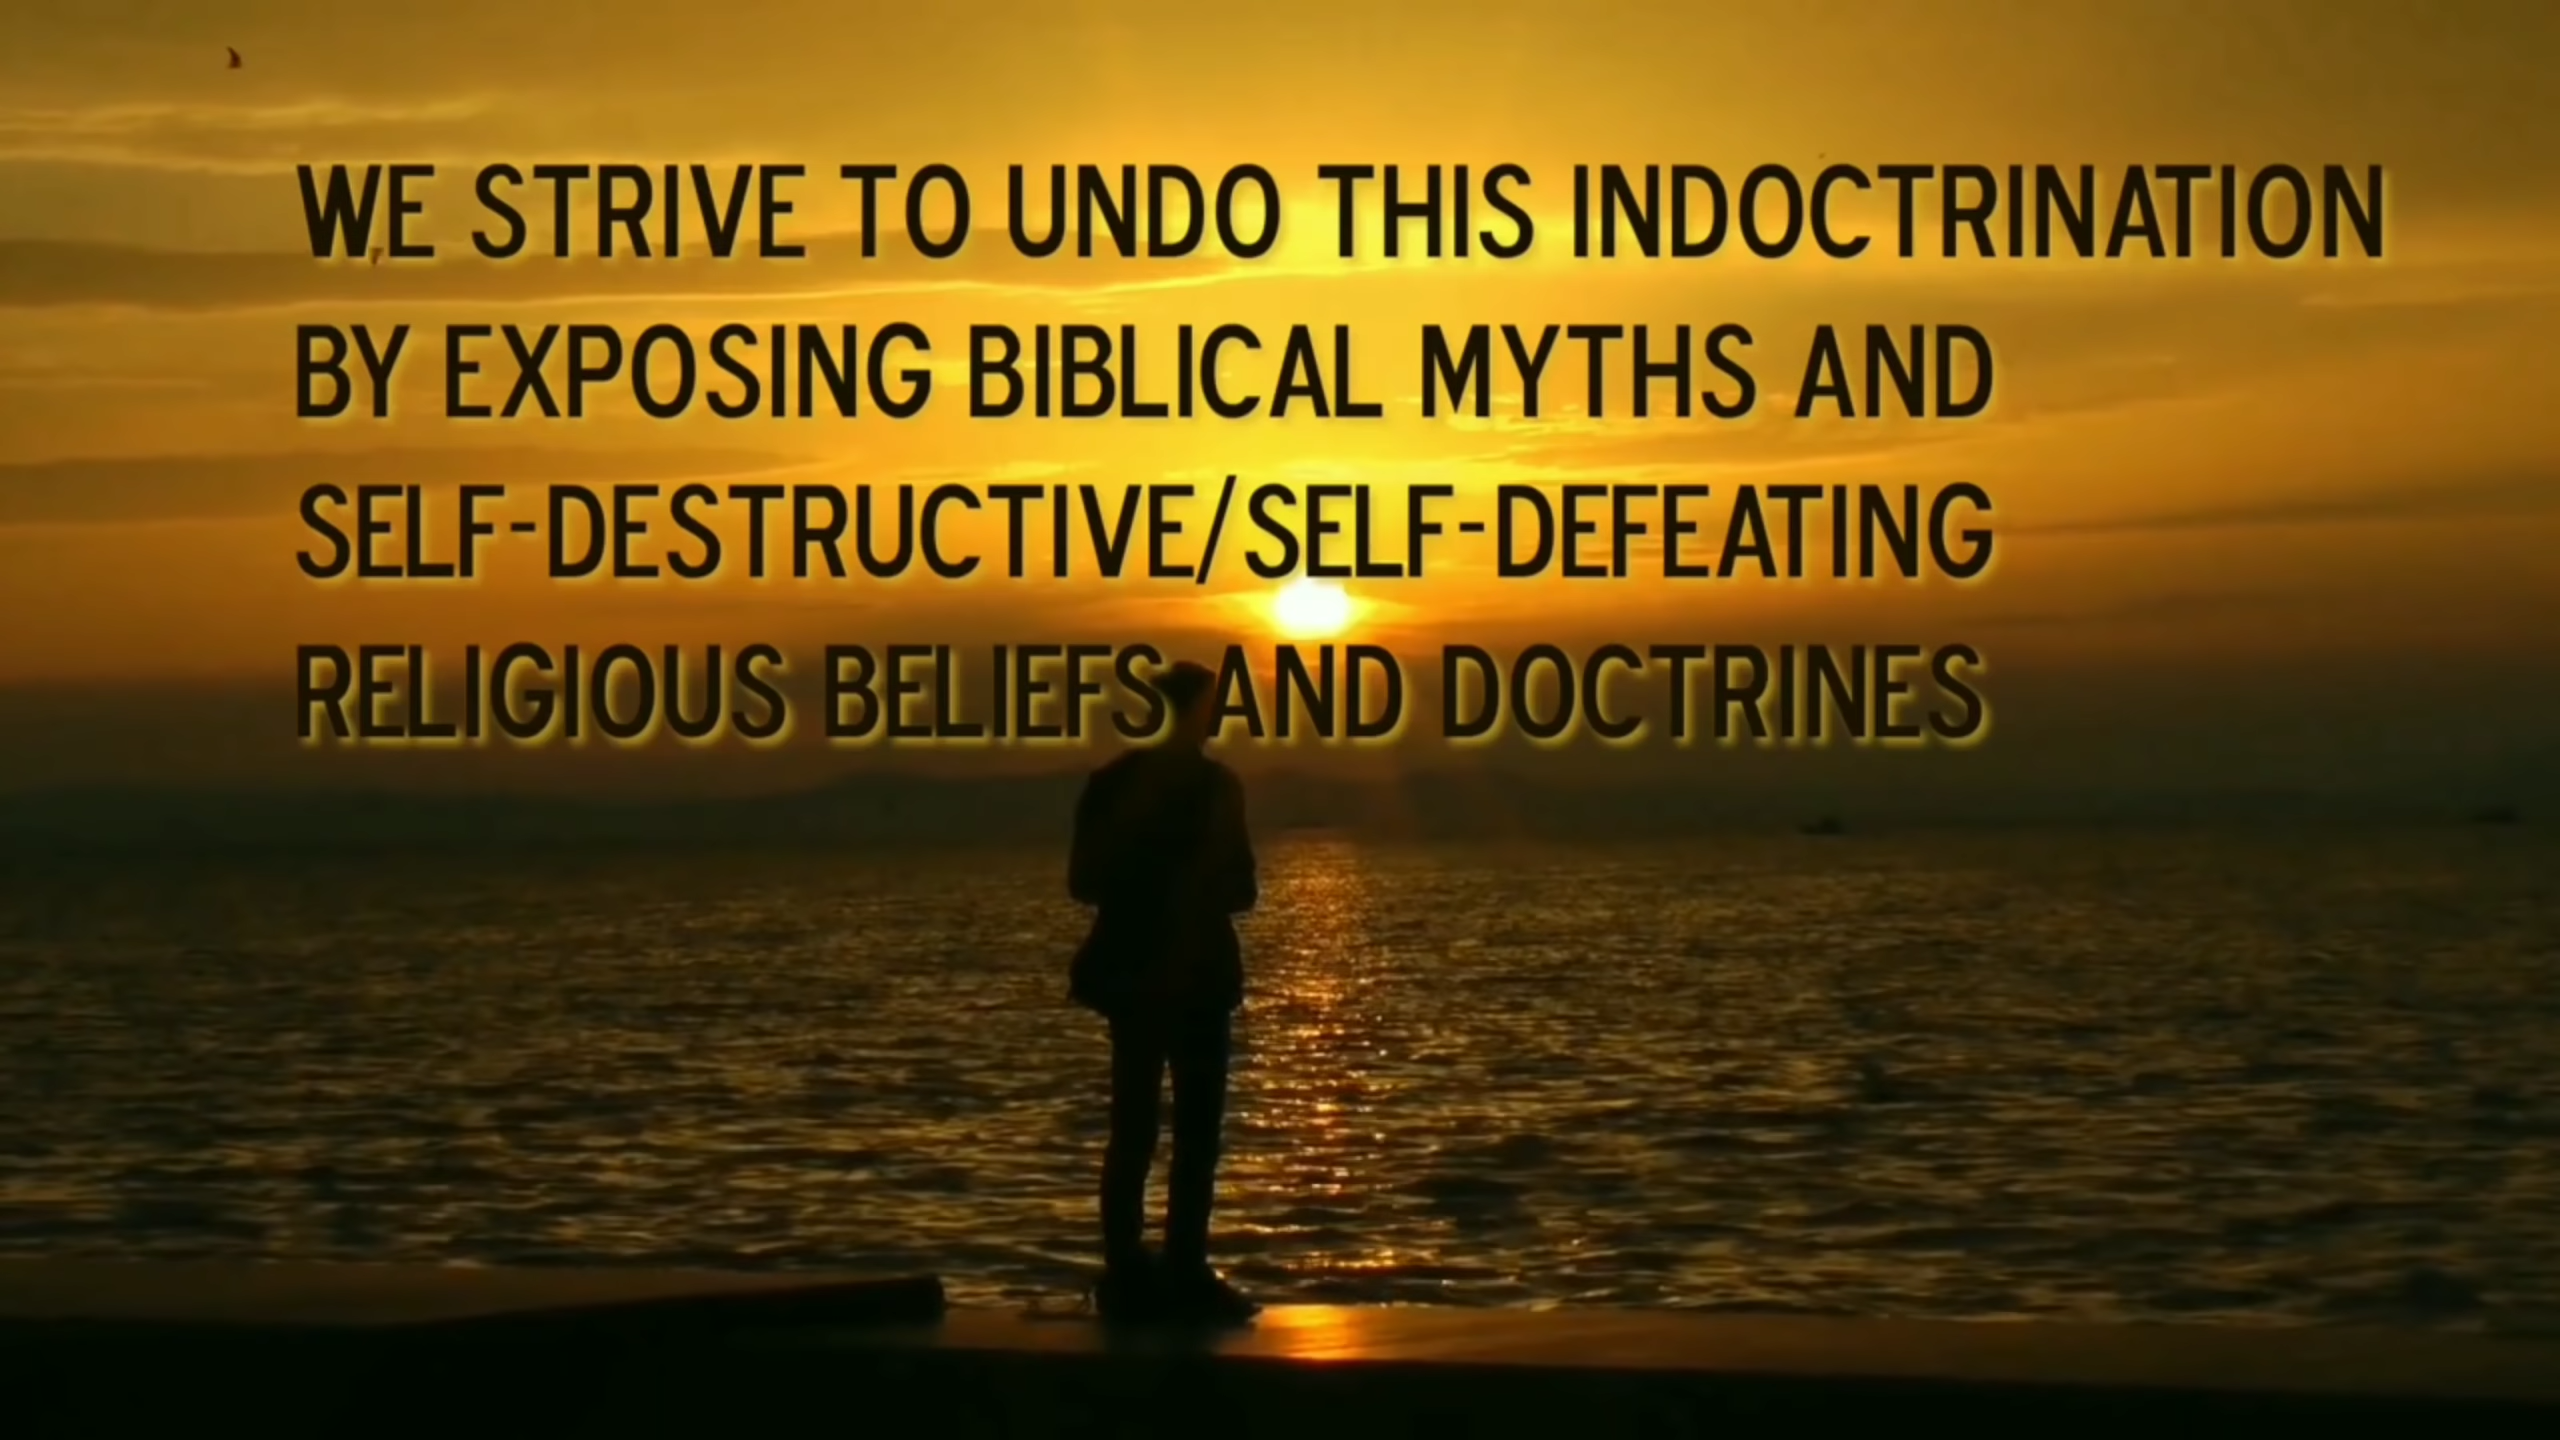 WE STRIVE TO UNDO THIS INDOCTRINATION
BY EXPOSING BIBLICAL MYTHS AND
SELF-DESTRUCTIVE/SELF-DEFEATING
RELIGIOUS BELIEFS AND DOCTRINES